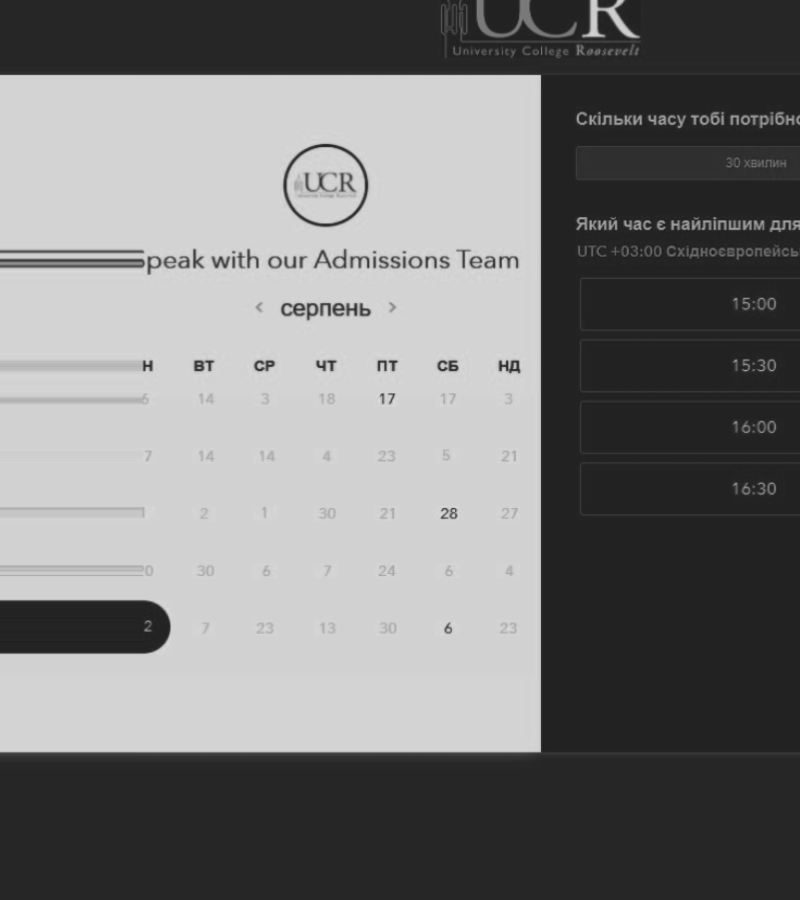 UCR
University College Roosevelt
UCR
peak with our Admissions Team
< серпень >
Н ВТ СР ЧТ ПТ СБ НД
6 14 3 18 17 17 3
7 14 14 4 23 5 21
1 2 1 30 21 28 27
0 30 6 7 24 6 4
2 7 23 13 30 6 23
Скільки часу тобі потрібно
30 хвилин
Який час є найліпшим для
UTC +03:00 Східноєвропейсь
15:00
15:30
16:00
16:30